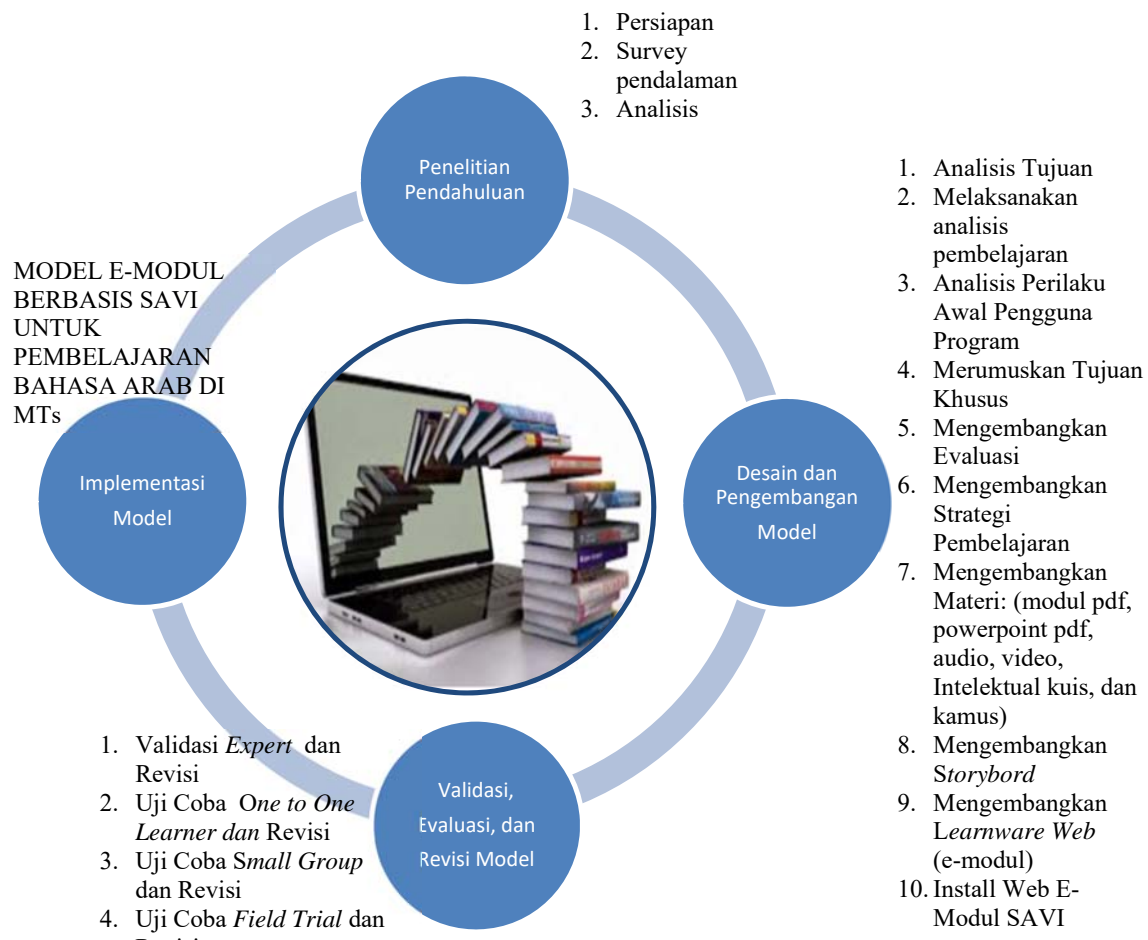 1. Persiapan
2. Survey
pendalaman
3. Analisis
Penelitian
Pendahuluan
1. Analisis Tujuan
2. Melaksanakan
analisis
pembelajaran
3. Analisis Perilaku
Awal Pengguna
Program
4. Merumuskan Tujuan
Khusus
5. Mengembangkan
Evaluasi
6. Mengembangkan
Strategi
Pembelajaran
7. Mengembangkan
Materi: (modul pdf,
powerpoint pdf,
audio, video,
Intelektual kuis, dan
kamus)
8. Mengembangkan
Storybord
9. Mengembangkan
Learnware Web
(e-modul)
10. Install Web E-
Modul SAVI
Desain dan
Pengembangan
Model
MODEL E-MODUL
BERBASIS SAVI
UNTUK
PEMBELAJARAN
BAHASA ARAB DI
MTs
Implementasi
Model
1. Validasi Expert dan
Revisi
2. Uji Coba One to One
Learner dan Revisi
3. Uji Coba Small Group
dan Revisi
4. Uji Coba Field Trial dan
Validasi,
Evaluasi, dan
Revisi Model